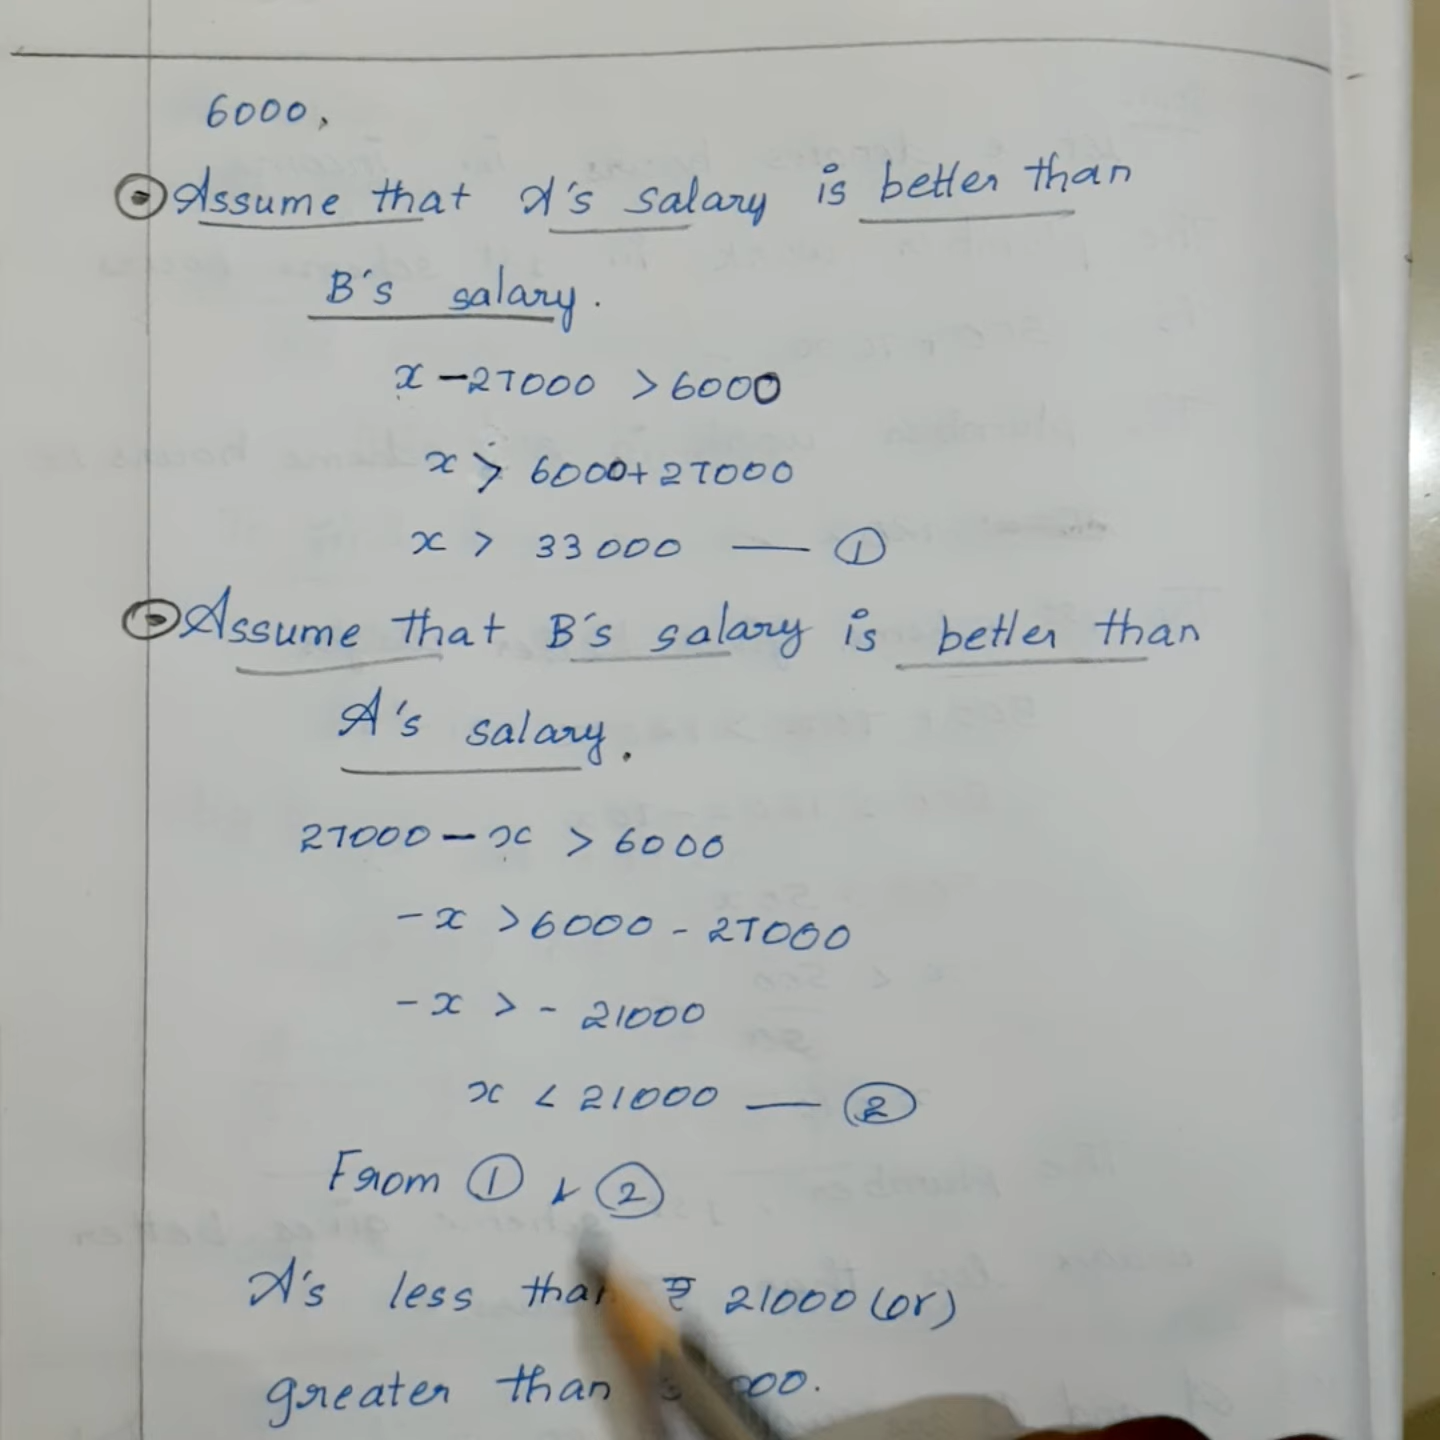 6000,
Assume that A's salary is better than
B's salary.
x - 27000 > 6000
x > 6000 + 27000
x > 33000 — ①
Assume that B's salary is better than
A's salary.
27000 - x > 6000
-x > 6000 - 27000
-x > - 21000
x < 21000 — ②
From ① & ②
A's less than ₹ 21000 (or)
greater than